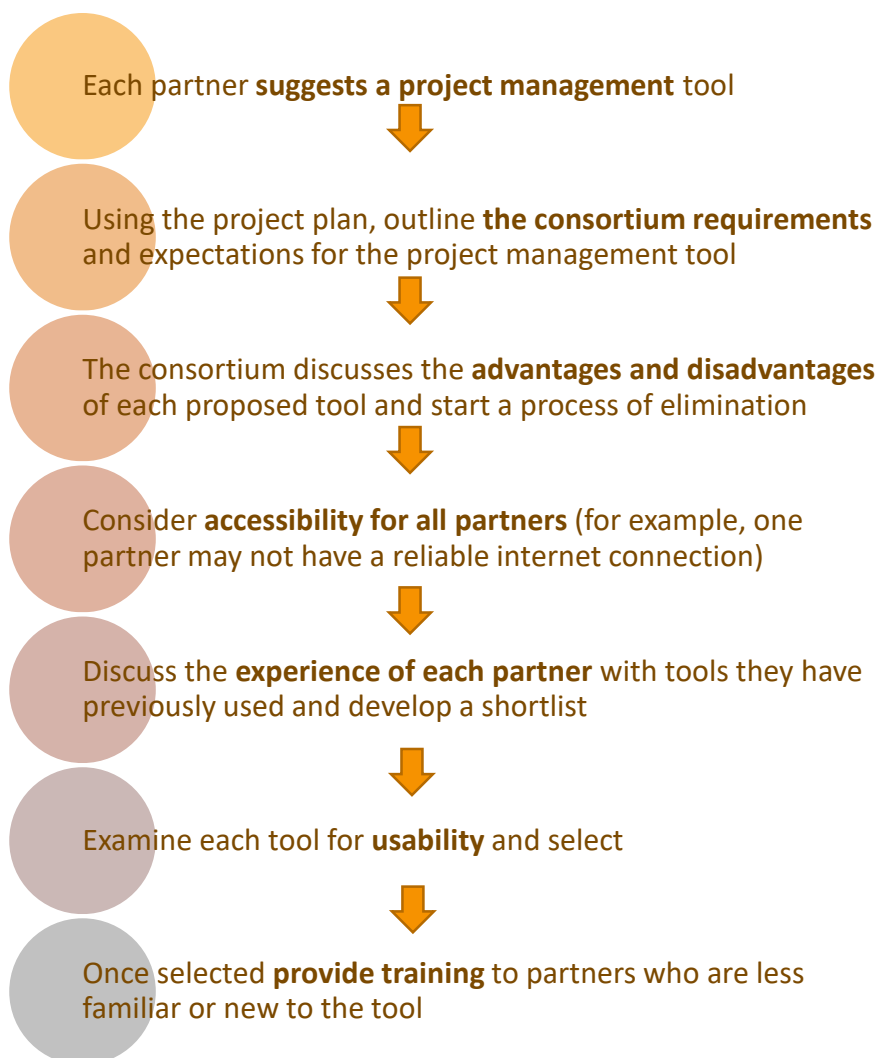 Each partner suggests a project management tool
Using the project plan, outline the consortium requirements
and expectations for the project management tool
The consortium discusses the advantages and disadvantages
of each proposed tool and start a process of elimination
Consider accessibility for all partners (for example, one
partner may not have a reliable internet connection)
Discuss the experience of each partner with tools they have
previously used and develop a shortlist
Examine each tool for usability and select
Once selected provide training to partners who are less
familiar or new to the tool